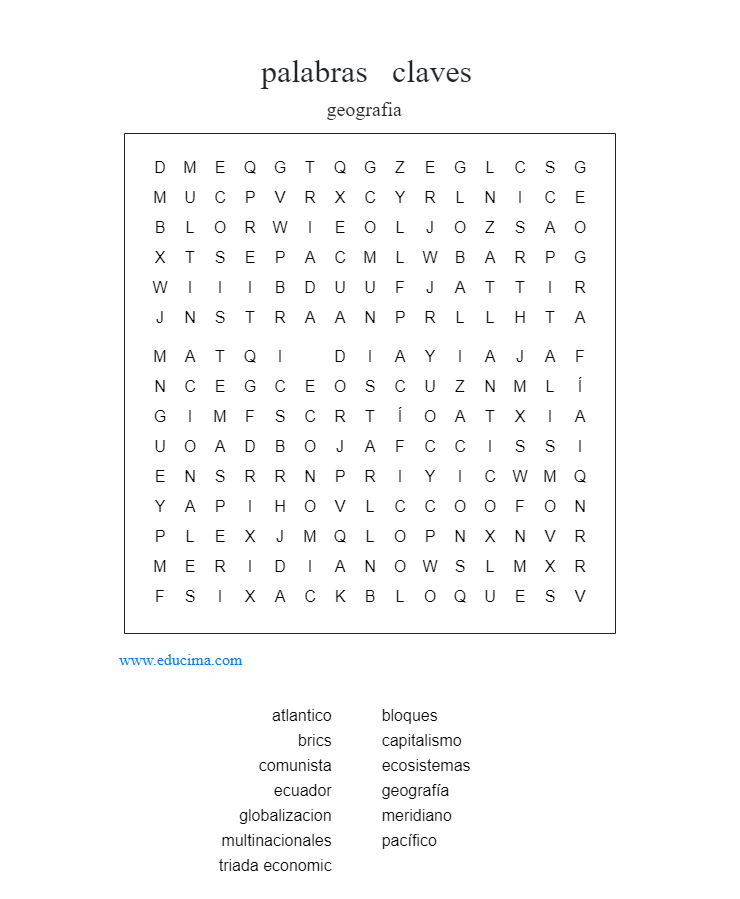 palabras claves
geografia
D M E Q G T Q G Z E G L C S G
M U C P V R X C Y R L N I C E
B L O R W I E O L J O Z S A O
X T S E P A C M L W B A R P G
W I I I B D U U F J A T T I R
J N S T R A A N P R L L H T A
M A T Q I D I A Y I A J A F
N C E G C E O S C U Z N M L Í
G I M F S C R T Í O A T X I A
U O A D B O J A F C C I S S I
E N S R R N P R I Y I C W M Q
Y A P I H O V L C C O O F O N
P L E X J M Q L O P N X N V R
M E R I D I A N O W S L M X R
F S I X A C K B L O Q U E S V
www.educima.com
atlantico bloques
brics capitalismo
comunista ecosistemas
ecuador geografía
globalizacion meridiano
multinacionales pacífico
triada economic